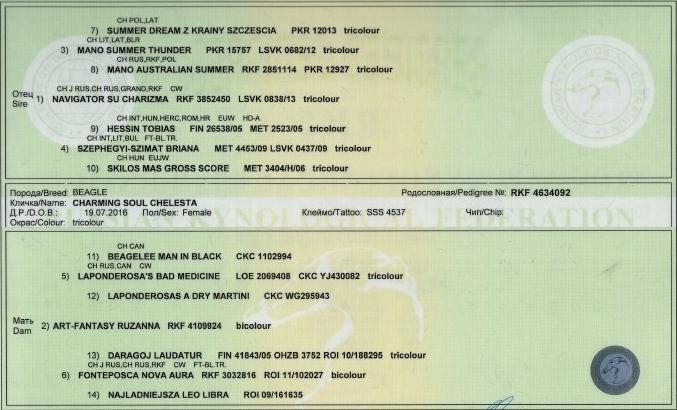 CH POL,LAT
7) SUMMER DREAM Z KRAINY SZCZESCIA PKR 12013 tricolour
CH LIT,LAT,BLR
3) MANO SUMMER THUNDER PKR 15757 LSVK 0682/12 tricolour
CH RUS,RKF,POL
8) MANO AUSTRALIAN SUMMER RKF 2851114 PKR 12927 tricolour
CH J RUS,CH RUS,GRAND,RKF CW
Отец
Sire
1) NAVIGATOR SU CHARIZMA RKF 3852450 LSVK 0838/13 tricolour
CH INT,HUN,HERC,ROM,HR EUW HD-A
9) HESSIN TOBIAS FIN 26538/05 MET 2523/05 tricolour
CH INT,LIT,BUL FT-BL.TR.
4) SZEPHEGYI-SZIMAT BRIANA MET 4453/09 LSVK 0437/09 tricolour
CH HUN EUJW
10) SKILOS MAS GROSS SCORE MET 3404/H/06 tricolour
Порода/Breed: BEAGLE Родословная/Pedigree №: RKF 4634092
Кличка/Name: CHARMING SOUL CHELESTA
Д.Р./D.O.B.: 19.07.2016 Пол/Sex: Female Клеймо/Tattoo: SSS 4537 Чип/Chip:
RUSSIAN KYNOLOGICAL FEDERATION
Окрас/Colour: tricolour
CH CAN
11) BEAGELEE MAN IN BLACK CKC 1102994
CH RUS,CAN CW
5) LAPONDEROSA'S BAD MEDICINE LOE 2069408 CKC YJ430082 tricolour
12) LAPONDEROSAS A DRY MARTINI CKC WG295943
Мать
Dam
2) ART-FANTASY RUZANNA RKF 4109924 bicolour
13) DARAGOJ LAUDATUR FIN 41843/05 OHZB 3752 ROI 10/188295 tricolour
CH J RUS,CH RUS,RKF CW FT-BL.TR.
6) FONTEPOSCA NOVA AURA RKF 3032816 ROI 11/102027 bicolour
14) NAJLADNIEJSZA LEO LIBRA ROI 09/161635